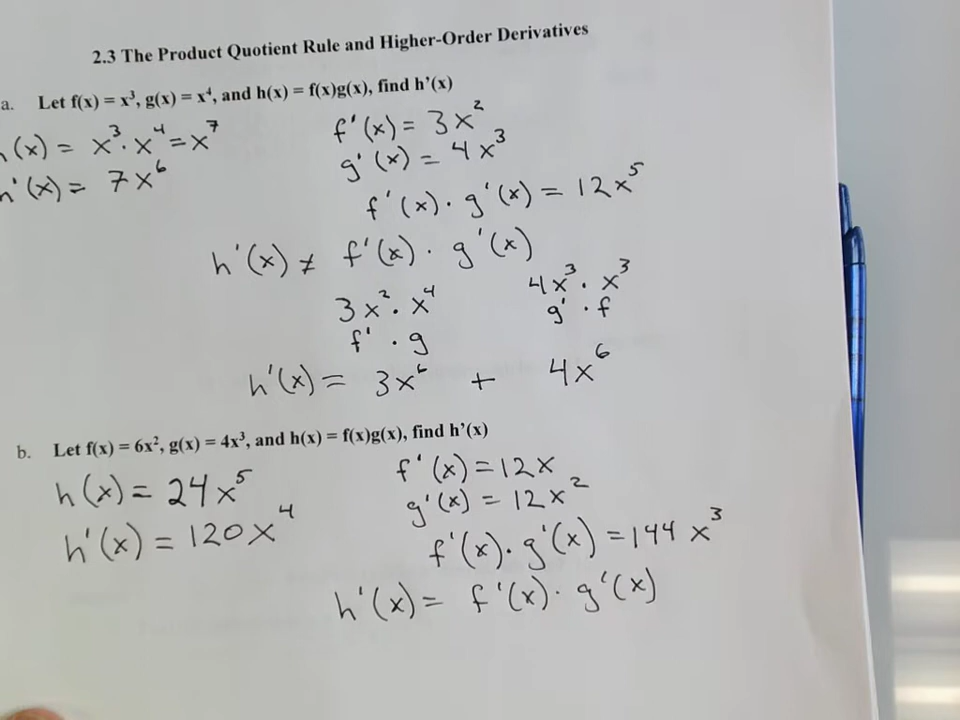 2.3 The Product Quotient Rule and Higher-Order Derivatives
a. Let f(x) = x³, g(x) = x⁴, and h(x) = f(x)g(x), find h’(x)
(x) = x³ · x⁴ = x⁷
f'(x) = 3x²
g'(x) = 4x³
h'(x) = 7x⁶
f'(x) · g'(x) = 12x⁵
h'(x) ≠ f'(x) · g'(x)
3x² · x⁴
4x³ · x³
f' · g
g' · f
h'(x) = 3x⁶ + 4x⁶
b. Let f(x) = 6x², g(x) = 4x³, and h(x) = f(x)g(x), find h’(x)
h(x) = 24x⁵
f'(x) = 12x
g'(x) = 12x²
h'(x) = 120x⁴
f'(x) · g'(x) = 144x³
h'(x) = f'(x) · g'(x)